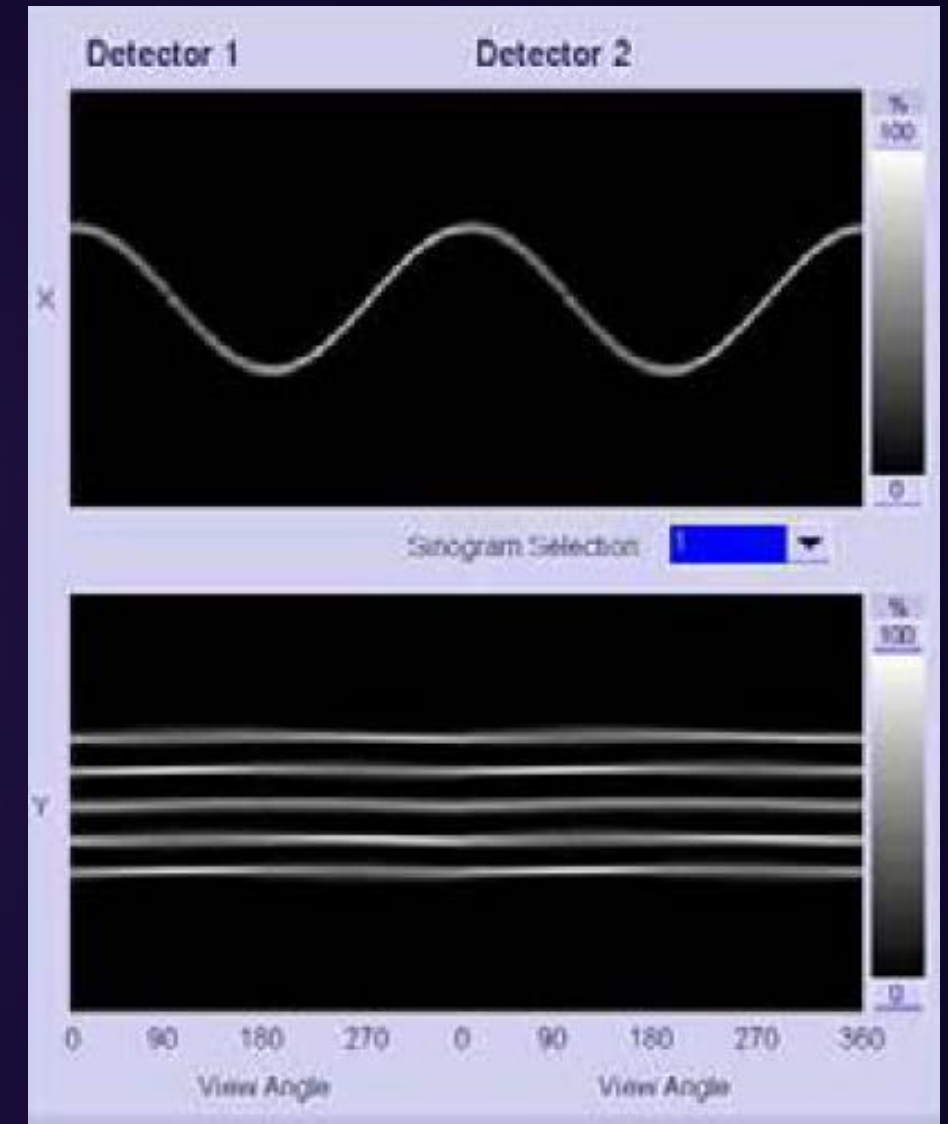 Detector 1 Detector 2
%
100
X
0
Sinogram Selection 1
%
100
Y
0
0 90 180 270 0 90 180 270 360
View Angle View Angle